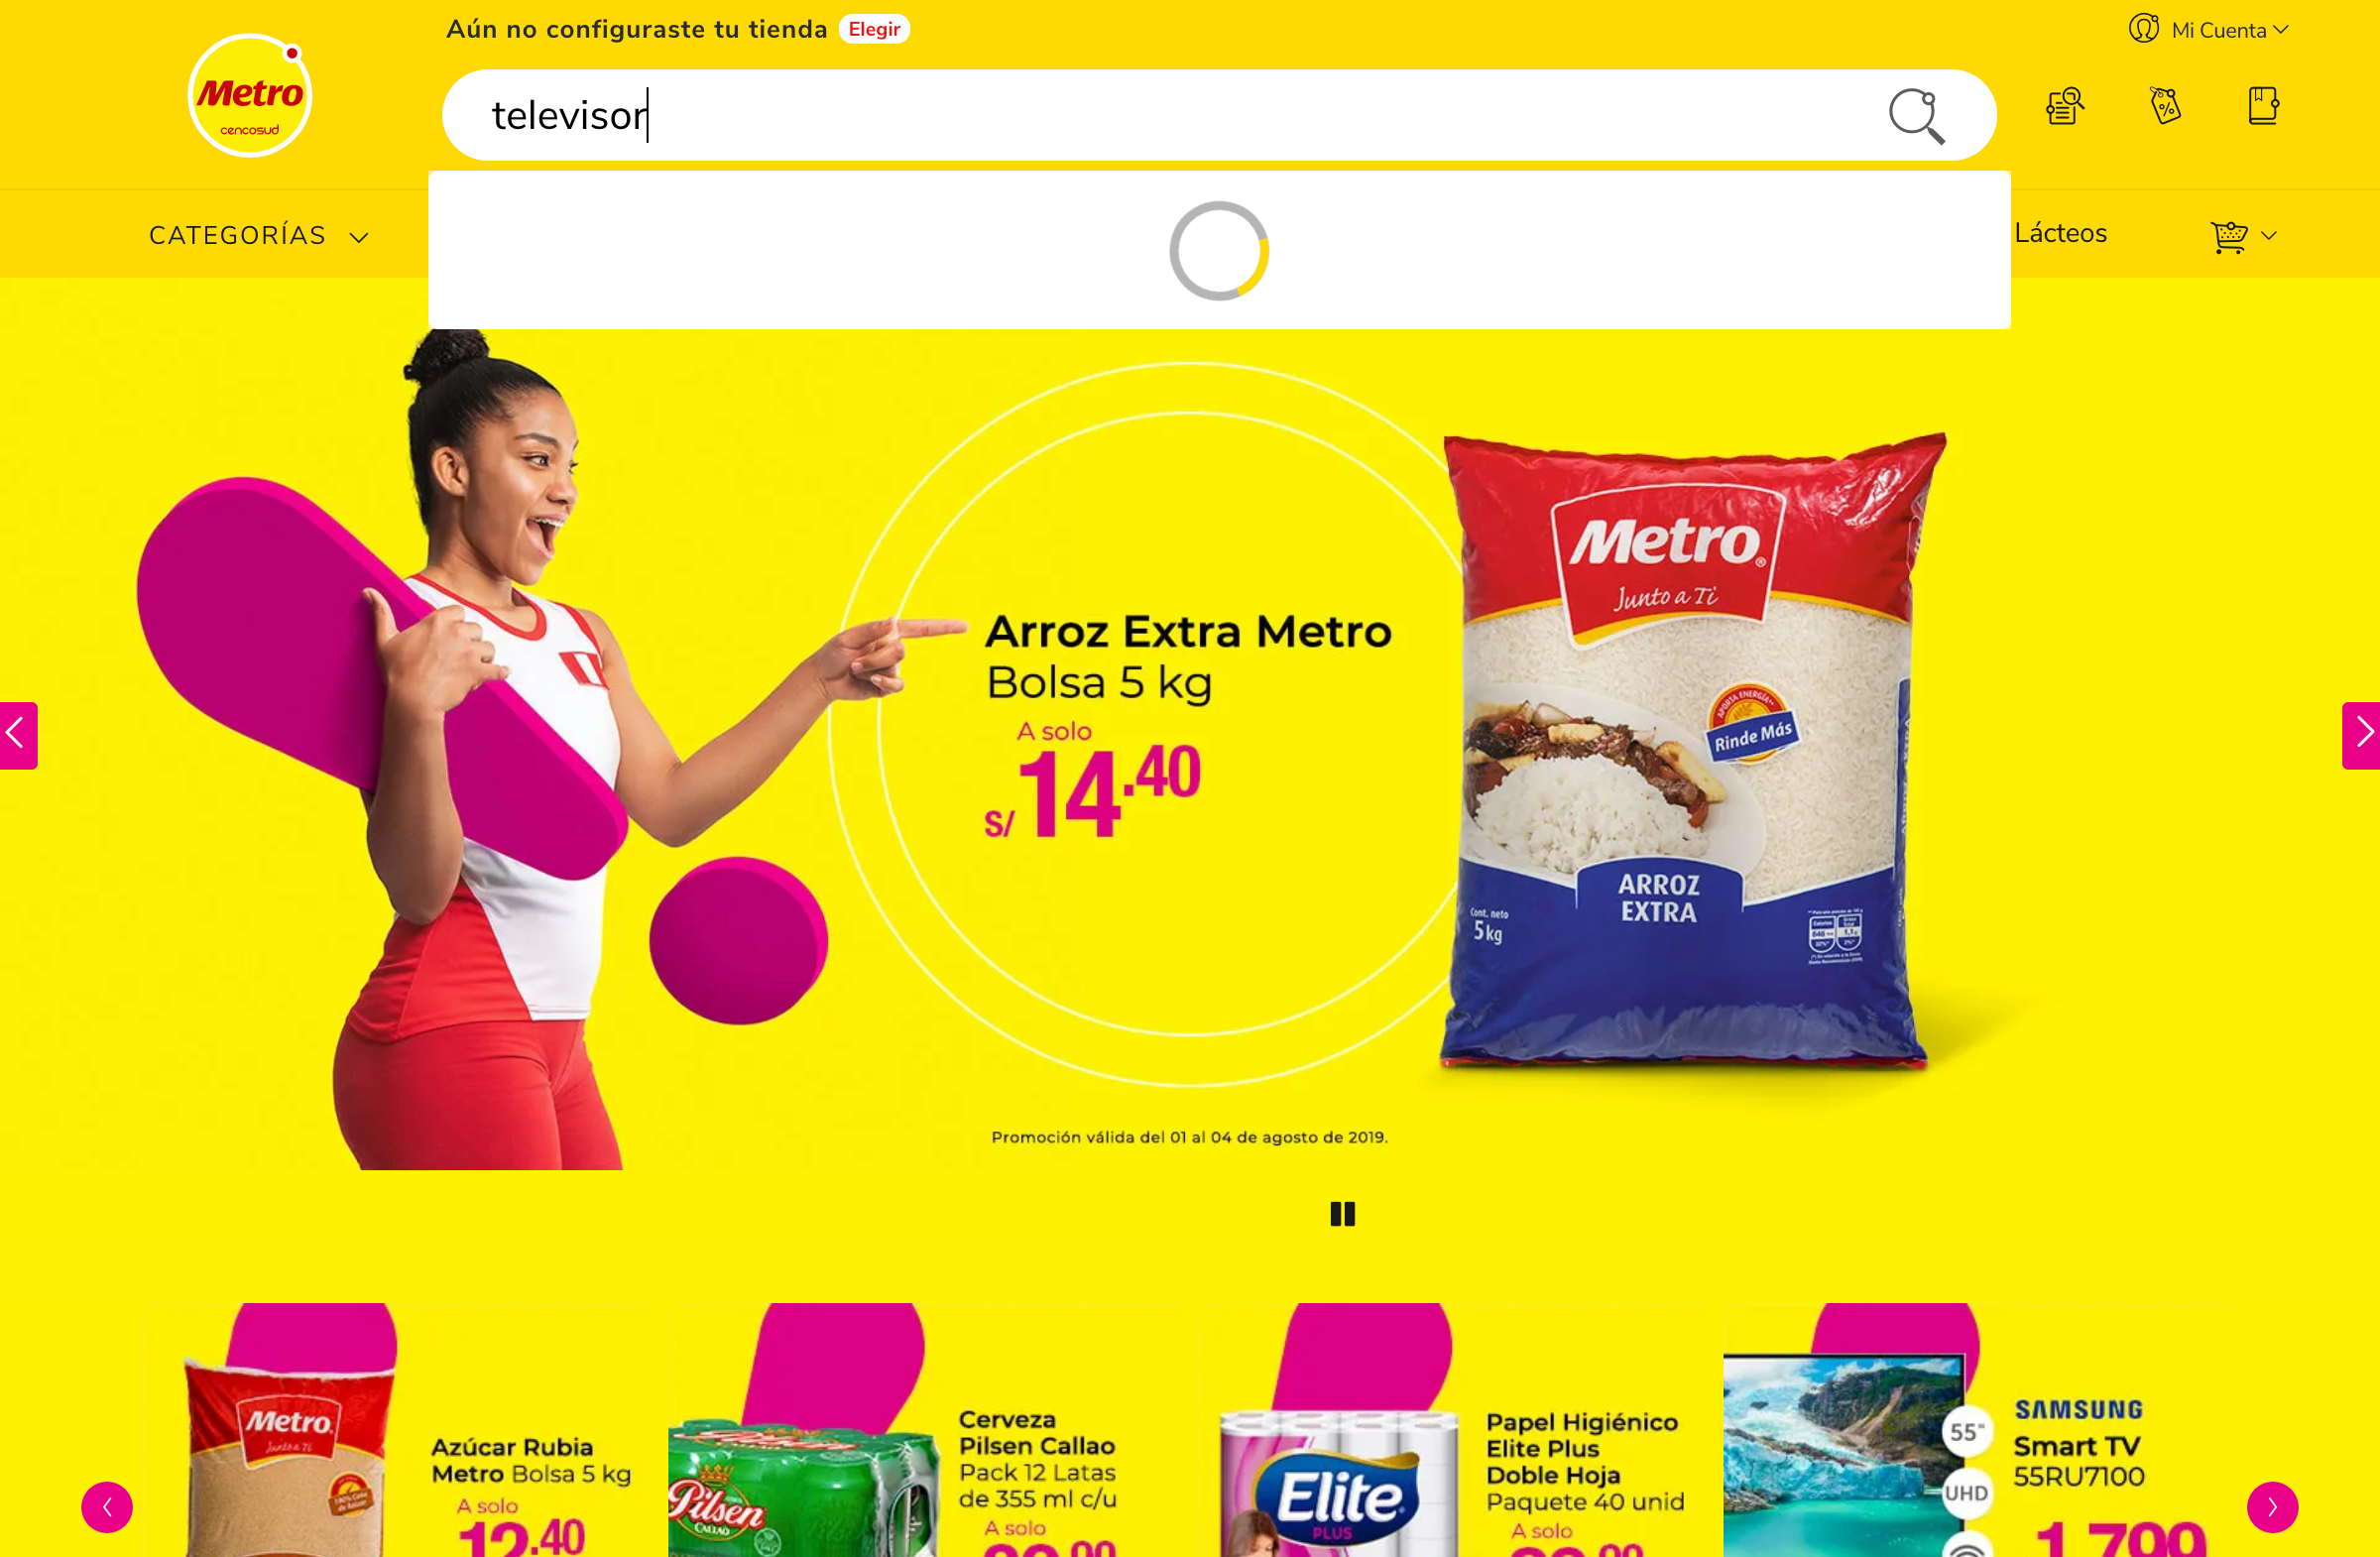 Aún no configuraste tu tienda Elegir
Mi Cuenta
Metro
cencosud
televisor
CATEGORÍAS
Lácteos
Metro
Junto a Ti
Arroz Extra Metro
Bolsa 5 kg
A solo
S/ 14.40
APORTA ENERGÍA**
Rinde Más
ARROZ
EXTRA
Cont. neto
5 kg
Promoción válida del 01 al 04 de agosto de 2019.
Metro
Junto a Ti
Azúcar Rubia
Metro Bolsa 5 kg
A solo
12.40
Pilsen
CALLAO
Cerveza
Pilsen Callao
Pack 12 Latas
de 355 ml c/u
A solo
Elite
PLUS
Papel Higiénico
Elite Plus
Doble Hoja
Paquete 40 unid
A solo
55"
UHD
SAMSUNG
Smart TV
55RU7100
1,799